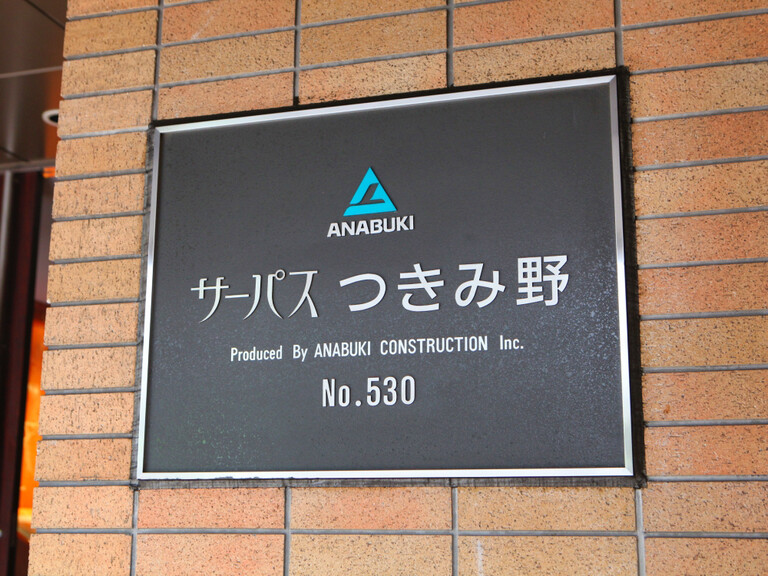 ANABUKI
サーパス つきみ野
Produced By ANABUKI CONSTRUCTION Inc.
No.530